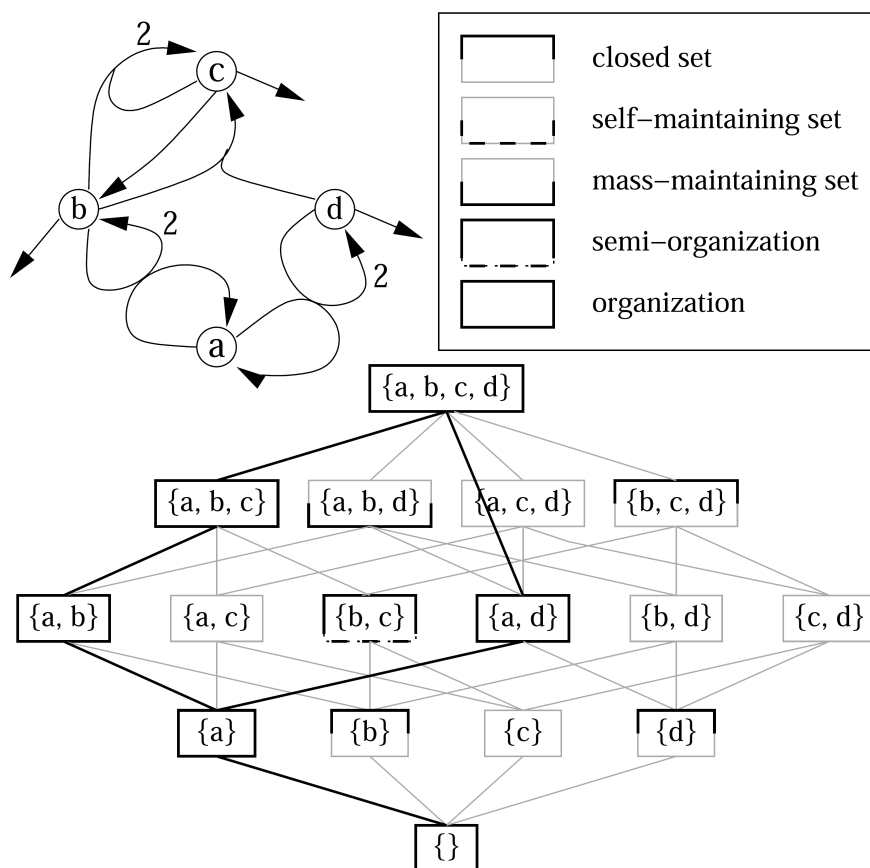 2
c
b
d
2
2
a
closed set
self−maintaining set
mass−maintaining set
semi−organization
organization
{a, b, c, d}
{a, b, c} {a, b, d} {a, c, d} {b, c, d}
{a, b} {a, c} {b, c} {a, d} {b, d} {c, d}
{a} {b} {c} {d}
{}